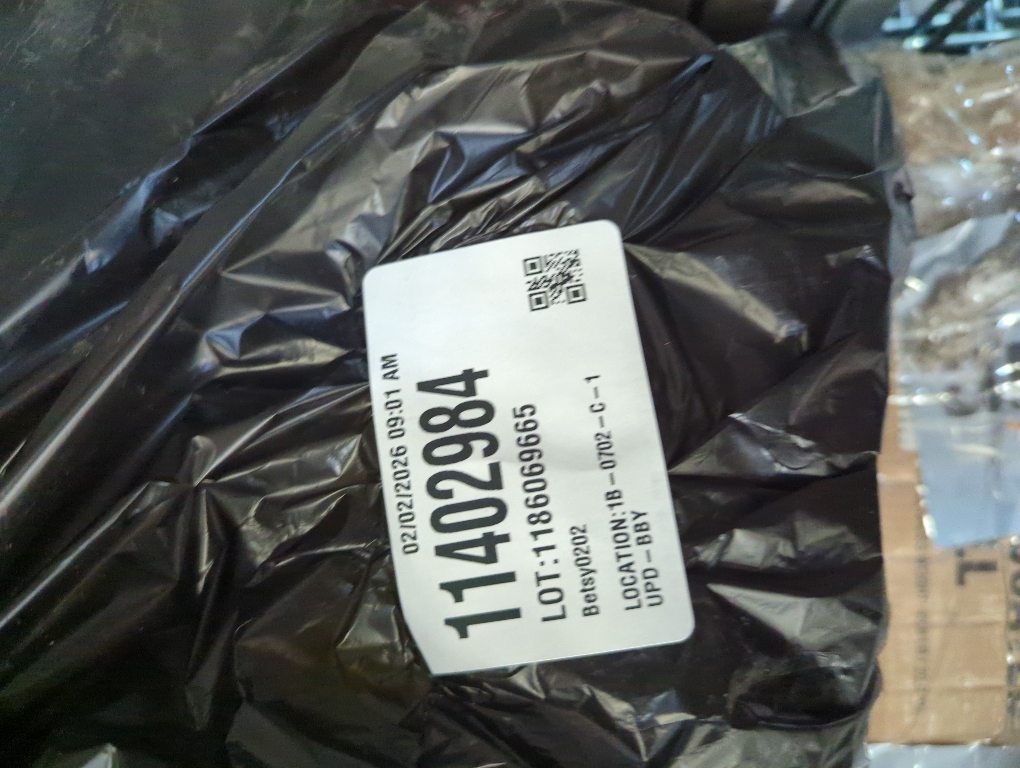 02/02/2026 09:01 AM
11402984
LOT:1186069665
Betsy0202
LOCATION:1B-0702-C-1
UPD-BBY